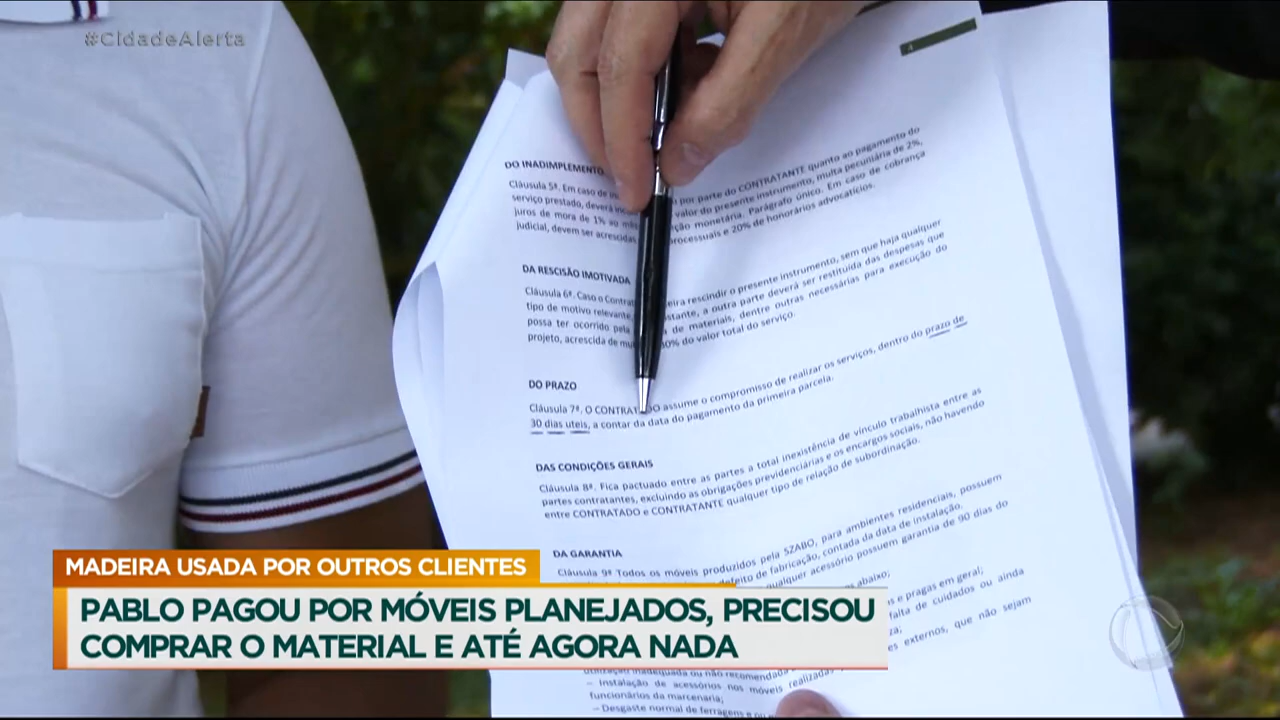 #CidadeAlerta
DO INADIMPLEMENTO
Cláusula 5ª. Em caso de por parte do CONTRATANTE quanto ao pagamento do
serviço prestado, deverá valor do presente instrumento, multa pecuniária de 2%,
juros de mora de 1% ao monetária. Parágrafo único. Em caso de cobrança
judicial, devem ser acrescidas processuais e 20% de honorários advocatícios.
DA RESCISÃO IMOTIVADA
Cláusula 6ª. Caso o rescindir o presente instrumento, sem que haja qualquer
tipo de motivo relevante, a outra parte deverá ser restituída das despesas que
possa ter ocorrido pela de materiais, dentre outras necessárias para execução do
projeto, acrescida de do valor total do serviço.
DO PRAZO
Cláusula 7ª. O assume o compromisso de realizar os serviços, dentro do prazo de
30 dias uteis, a contar da data do pagamento da primeira parcela.
DAS CONDIÇÕES GERAIS
Cláusula 8ª. Fica pactuado entre as partes a total inexistência de vínculo trabalhista entre as
partes contratantes, excluindo as obrigações previdenciárias e os encargos sociais, não havendo
entre CONTRATADO e CONTRATANTE qualquer tipo de relação de subordinação.
DA GARANTIA
Cláusula 9ª Todos os móveis produzidos pela SZABO, para ambientes residenciais, possuem
defeito de fabricação, contada da data de instalação.
qualquer acessório possuem garantia de 90 dias do
abaixo;
e pragas em geral;
falta de cuidados ou ainda
externos, que não sejam
MADEIRA USADA POR OUTROS CLIENTES
PABLO PAGOU POR MÓVEIS PLANEJADOS, PRECISOU
COMPRAR O MATERIAL E ATÉ AGORA NADA
utilização inadequada ou não recomendada
– Instalação de acessórios nos móveis realizadas
funcionários da marcenaria;
– Desgaste normal de ferragens e ou